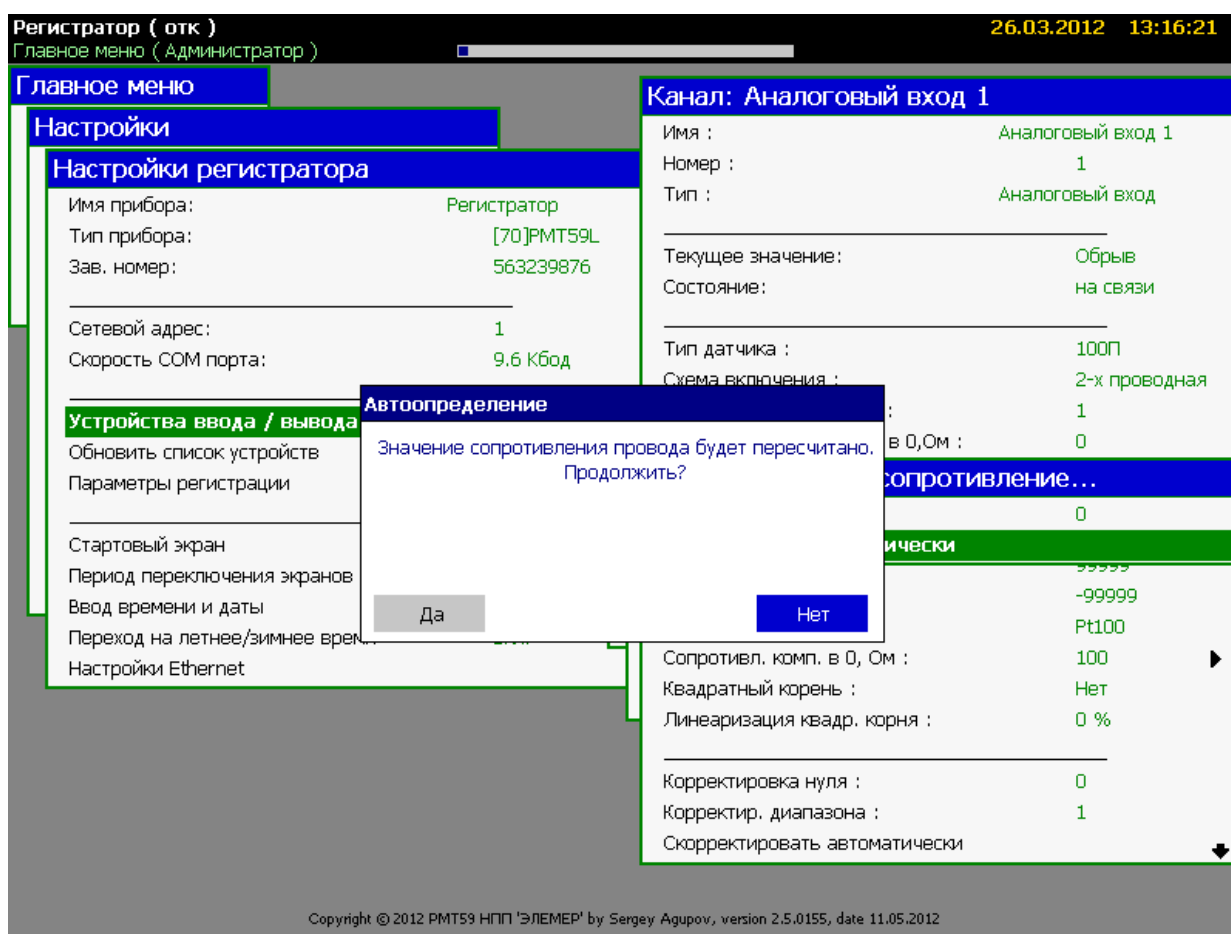 Регистратор ( отк )
26.03.2012 13:16:21
Главное меню ( Администратор )
Главное меню
Настройки
Настройки регистратора
Имя прибора: Регистратор
Тип прибора: [70]РМТ59L
Зав. номер: 563239876
Сетевой адрес: 1
Скорость COM порта: 9.6 Кбод
Устройства ввода / вывода
Обновить список устройств
Параметры регистрации
Стартовый экран
Период переключения экранов
Ввод времени и даты
Переход на летнее/зимнее
Настройки Ethernet
Канал: Аналоговый вход 1
Имя : Аналоговый вход 1
Номер : 1
Тип : Аналоговый вход
Текущее значение: Обрыв
Состояние: на связи
Тип датчика : 100П
Схема включения : 2-х проводная
: 1
в 0,Ом : 0
сопротивление...
0
ически
99999
-99999
Pt100
Сопротивл. комп. в 0, Ом : 100
Квадратный корень : Нет
Линеаризация квадр. корня : 0 %
Корректировка нуля : 0
Корректир. диапазона : 1
Скорректировать автоматически
Автоопределение
Значение сопротивления провода будет пересчитано.
Продолжить?
Да Нет
Copyright © 2012 РМТ59 НПП 'ЭЛЕМЕР' by Sergey Agupov, version 2.5.0155, date 11.05.2012